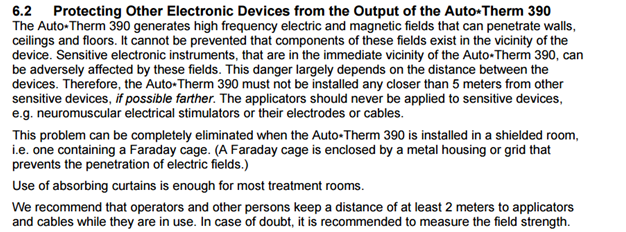 6.2 Protecting Other Electronic Devices from the Output of the Auto•Therm 390
The Auto•Therm 390 generates high frequency electric and magnetic fields that can penetrate walls,
ceilings and floors. It cannot be prevented that components of these fields exist in the vicinity of the
device. Sensitive electronic instruments, that are in the immediate vicinity of the Auto•Therm 390, can
be adversely affected by these fields. This danger largely depends on the distance between the
devices. Therefore, the Auto•Therm 390 must not be installed any closer than 5 meters from other
sensitive devices, if possible farther. The applicators should never be applied to sensitive devices,
e.g. neuromuscular electrical stimulators or their electrodes or cables.
This problem can be completely eliminated when the Auto•Therm 390 is installed in a shielded room,
i.e. one containing a Faraday cage. (A Faraday cage is enclosed by a metal housing or grid that
prevents the penetration of electric fields.)
Use of absorbing curtains is enough for most treatment rooms.
We recommend that operators and other persons keep a distance of at least 2 meters to applicators
and cables while they are in use. In case of doubt, it is recommended to measure the field strength.